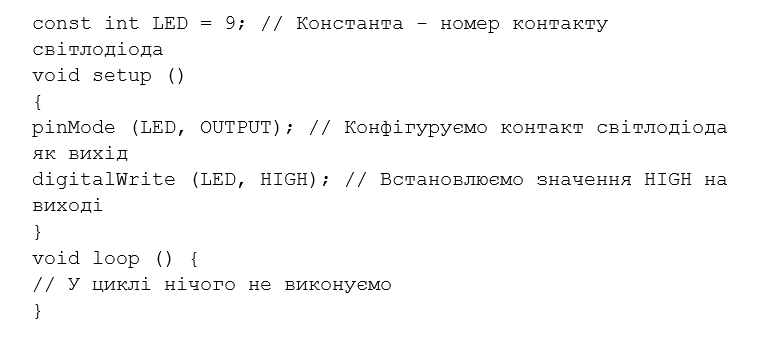 const int LED = 9; // Константа – номер контакту
світлодіода
void setup ()
{
pinMode (LED, OUTPUT); // Конфігуруємо контакт світлодіода
як вихід
digitalWrite (LED, HIGH); // Встановлюємо значення HIGH на
виході
}
void loop () {
// У циклі нічого не виконуємо
}